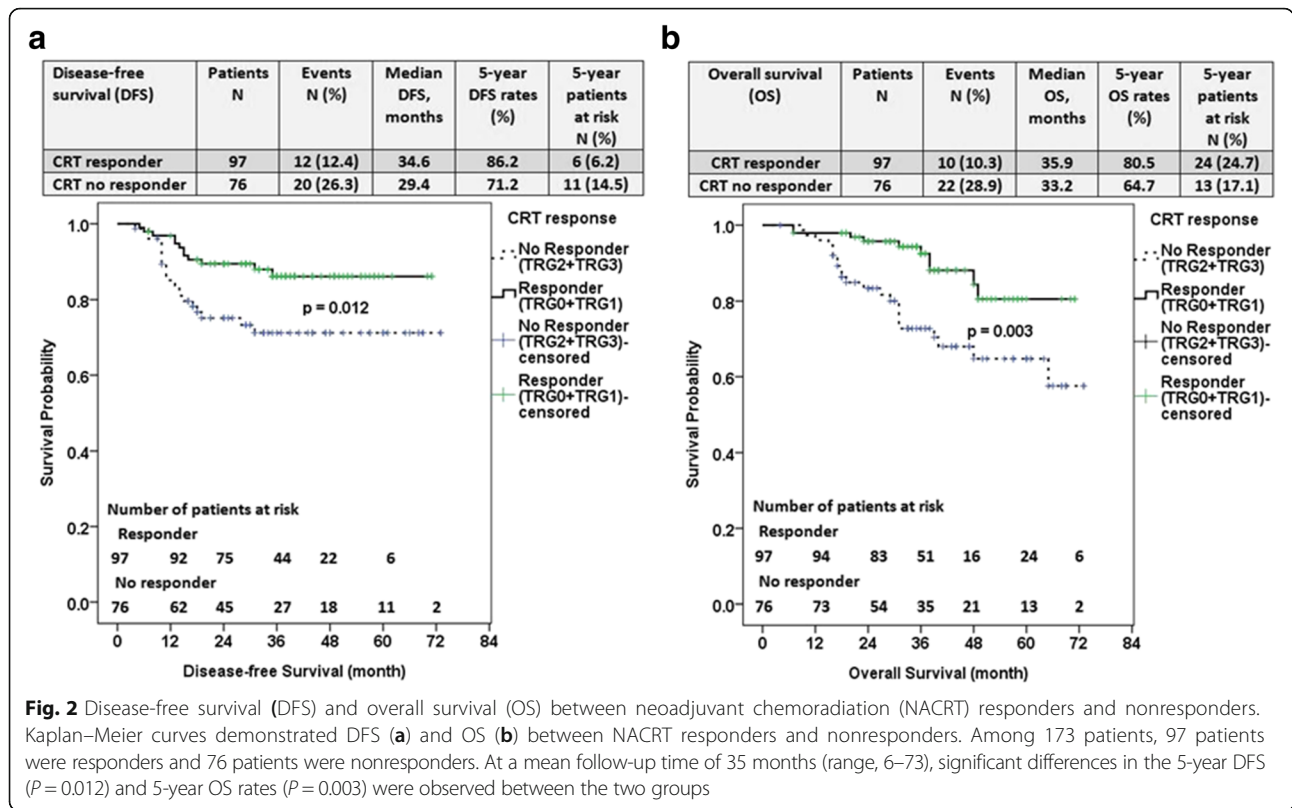 a
Disease-free survival (DFS) | Patients N | Events N (%) | Median DFS, months | 5-year DFS rates (%) | 5-year patients at risk N (%)
CRT responder | 97 | 12 (12.4) | 34.6 | 86.2 | 6 (6.2)
CRT no responder | 76 | 20 (26.3) | 29.4 | 71.2 | 11 (14.5)
Survival Probability
1.0
0.8
0.6
0.4
0.2
0.0
p = 0.012
Number of patients at risk
Responder
97 92 75 44 22 6
No responder
76 62 45 27 18 11 2
0 12 24 36 48 60 72 84
Disease-free Survival (month)
CRT response
No Responder
(TRG2+TRG3)
Responder
(TRG0+TRG1)
No Responder
(TRG2+TRG3)-
censored
Responder
(TRG0+TRG1)-
censored
b
Overall survival (OS) | Patients N | Events N (%) | Median OS, months | 5-year OS rates (%) | 5-year patients at risk N (%)
CRT responder | 97 | 10 (10.3) | 35.9 | 80.5 | 24 (24.7)
CRT no responder | 76 | 22 (28.9) | 33.2 | 64.7 | 13 (17.1)
Survival Probability
1.0
0.8
0.6
0.4
0.2
0.0
p = 0.003
Number of patients at risk
Responder
97 94 83 51 16 24 6
No responder
76 73 54 35 21 13 2
0 12 24 36 48 60 72 84
Overall Survival (month)
CRT response
No Responder
(TRG2+TRG3)
Responder
(TRG0+TRG1)
No Responder
(TRG2+TRG3)-
censored
Responder
(TRG0+TRG1)-
censored
Fig. 2 Disease-free survival (DFS) and overall survival (OS) between neoadjuvant chemoradiation (NACRT) responders and nonresponders.
Kaplan–Meier curves demonstrated DFS (a) and OS (b) between NACRT responders and nonresponders. Among 173 patients, 97 patients
were responders and 76 patients were nonresponders. At a mean follow-up time of 35 months (range, 6–73), significant differences in the 5-year DFS
(P = 0.012) and 5-year OS rates (P = 0.003) were observed between the two groups